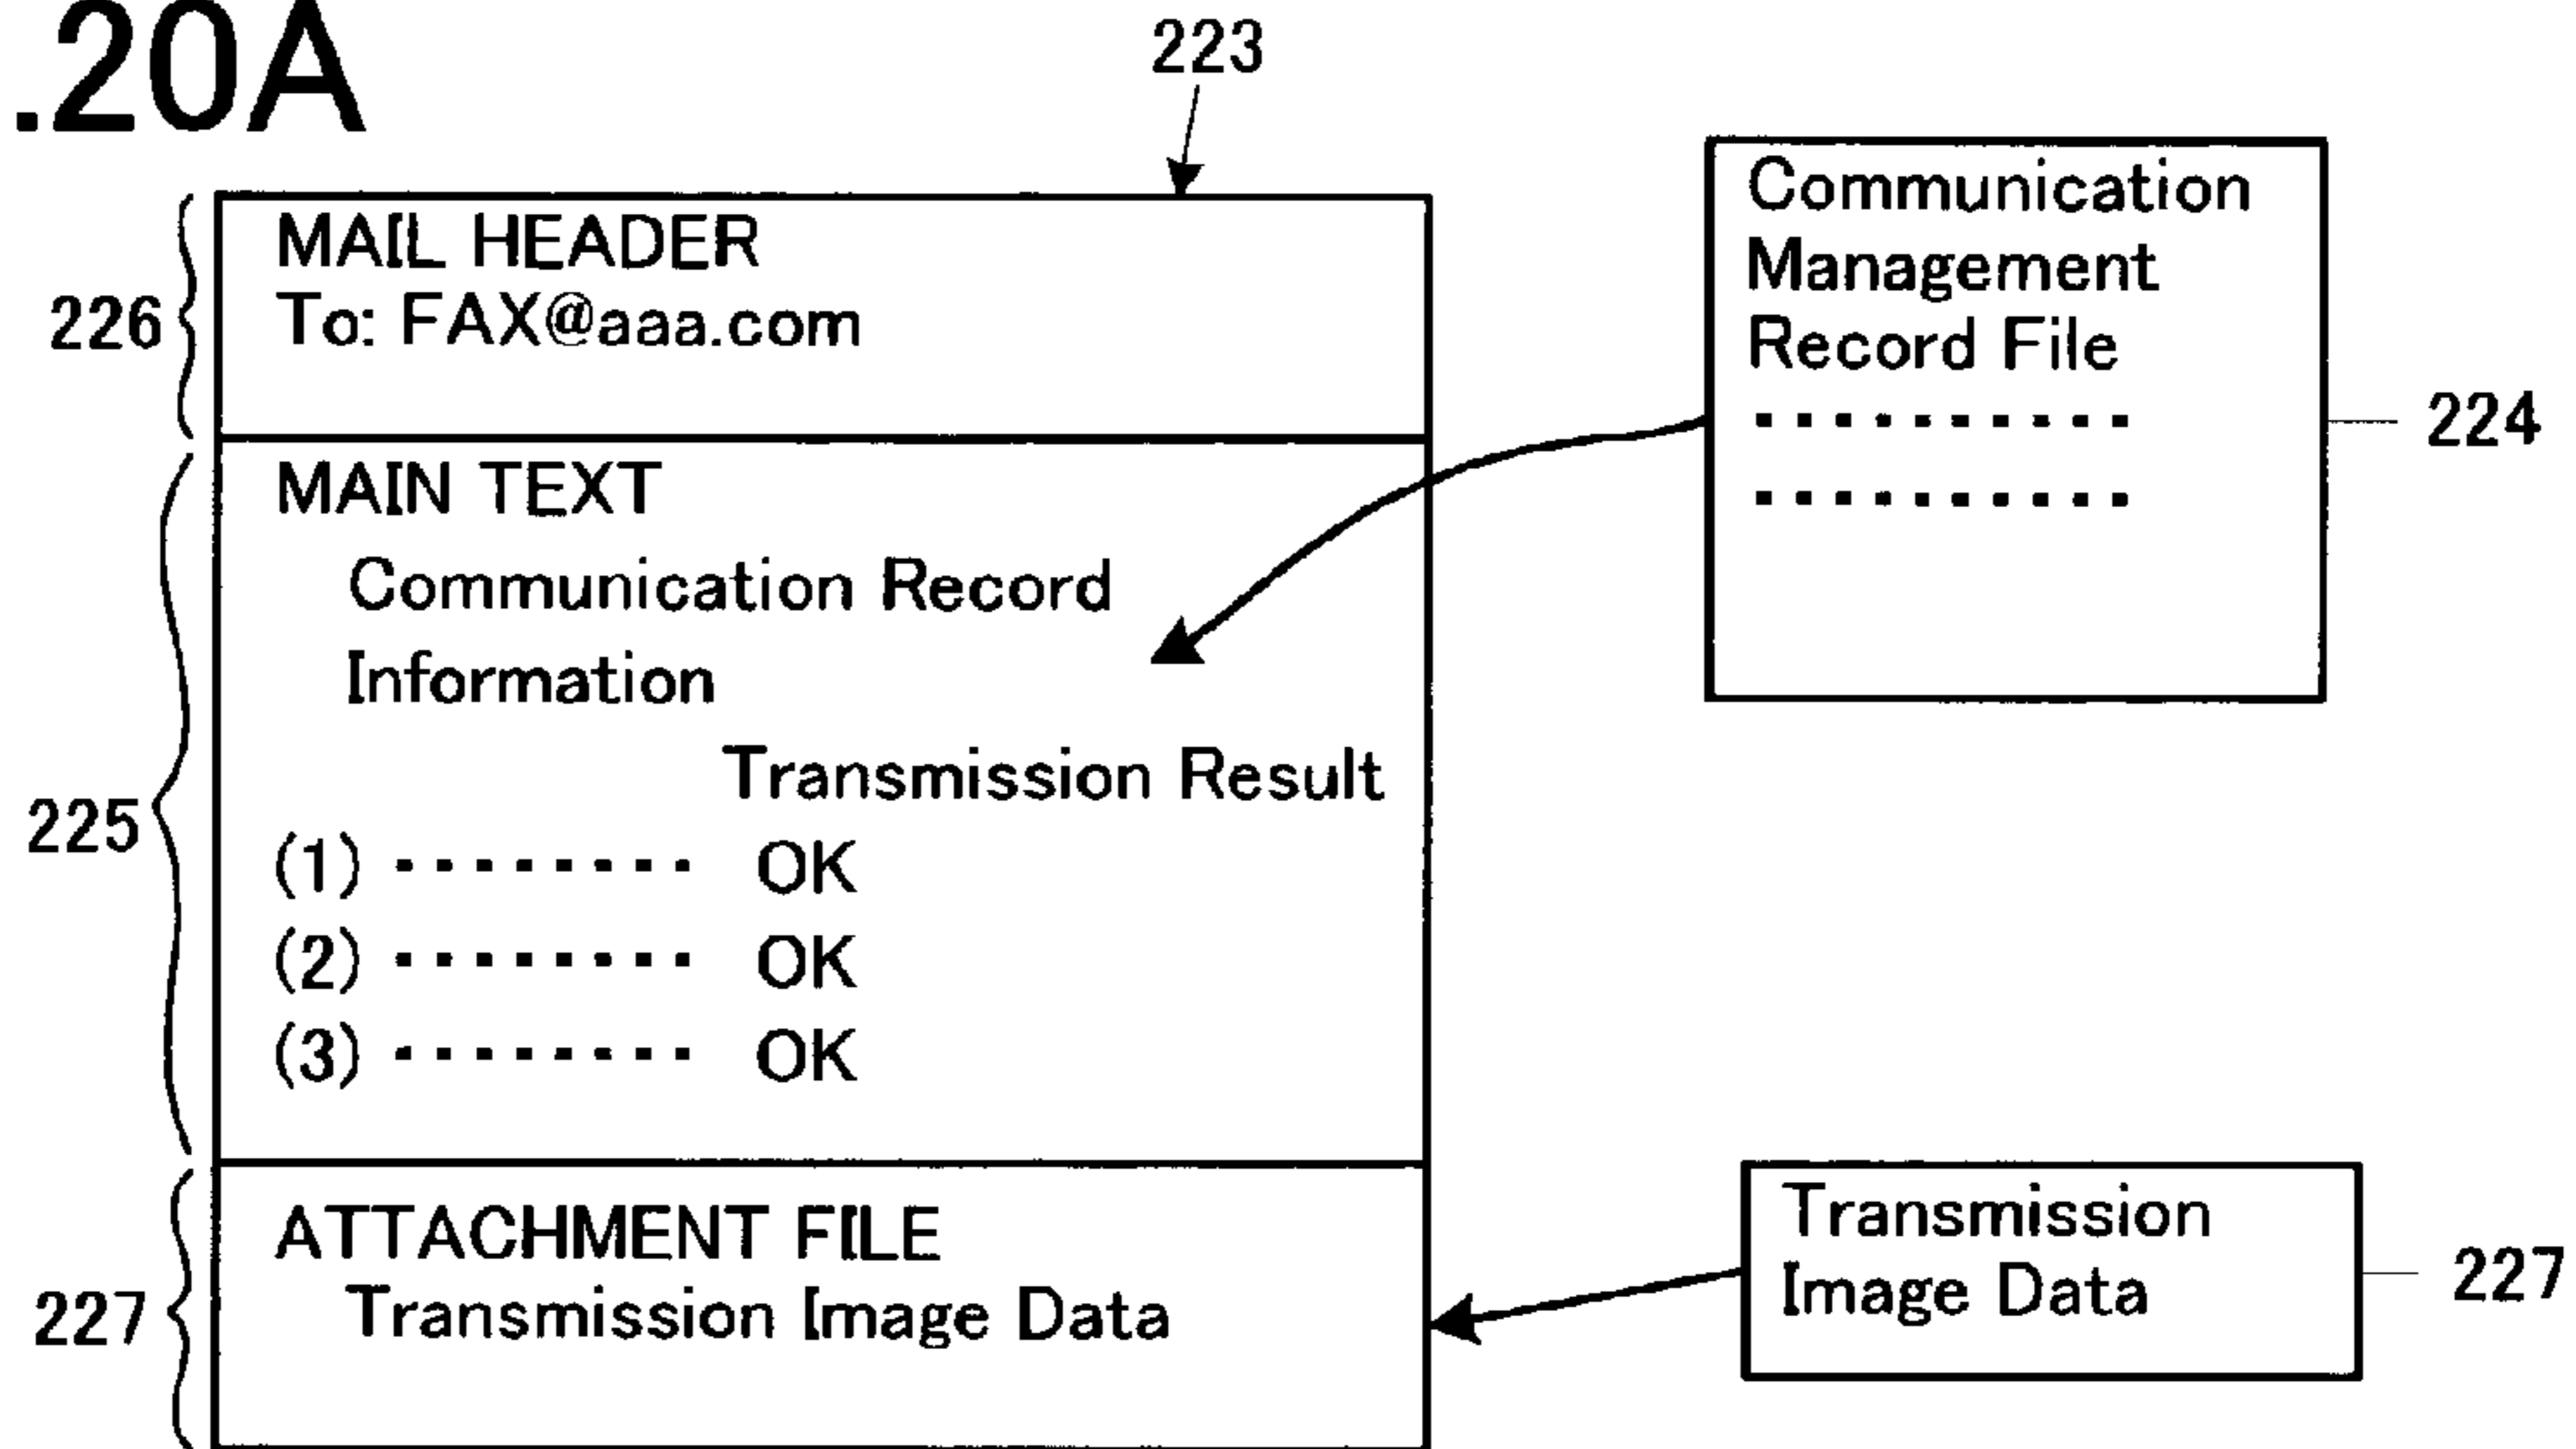 .20A
223
226
MAIL HEADER
To: FAX@aaa.com
225
MAIN TEXT
Communication Record
Information
Transmission Result
(1) ········ OK
(2) ········ OK
(3) ········ OK
227
ATTACHMENT FILE
Transmission Image Data
Communication
Management
Record File
··········
··········
224
Transmission
Image Data
227